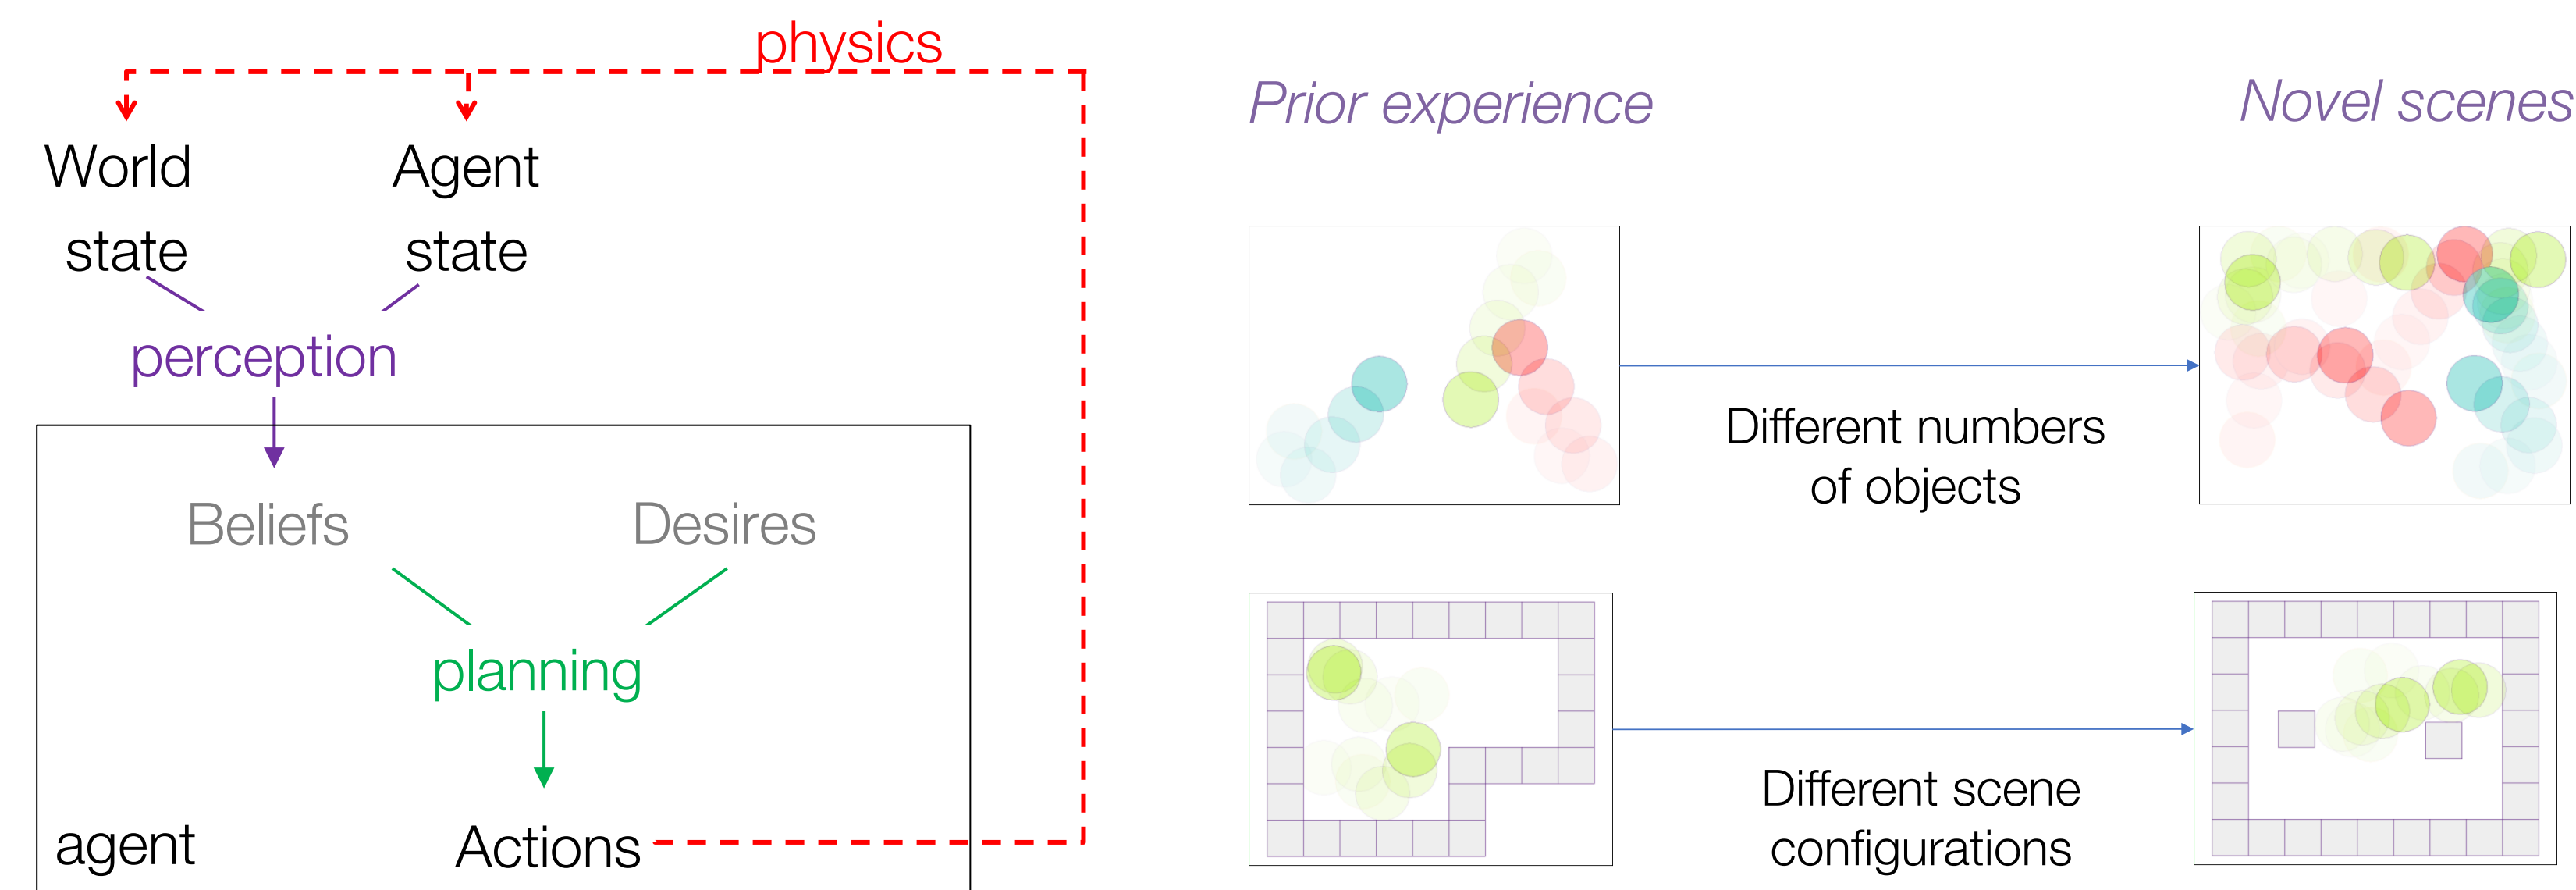 physics
World
state
Agent
state
perception
Beliefs
Desires
planning
agent
Actions
Prior experience
Novel scenes
Different numbers
of objects
Different scene
configurations